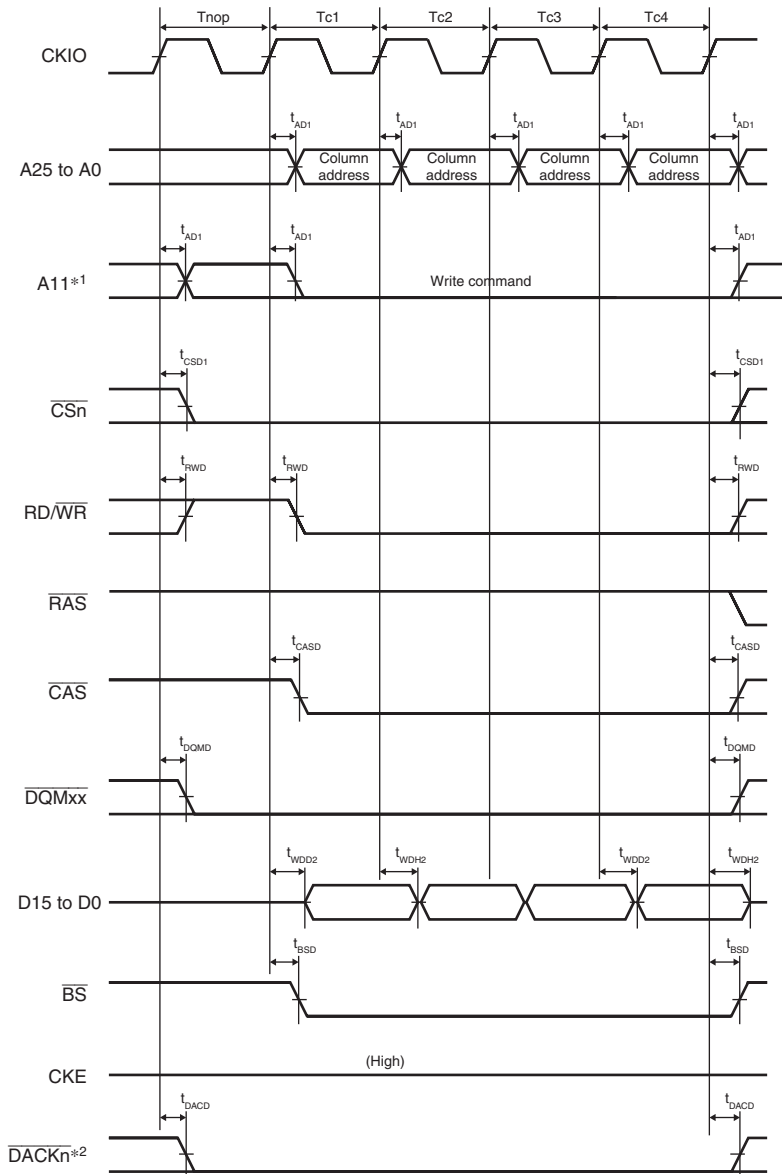 Tnop Tc1 Tc2 Tc3 Tc4
CKIO
tAD1 tAD1 tAD1 tAD1 tAD1
A25 to A0
Column address
Column address
Column address
Column address
tAD1 tAD1 tAD1
A11*1
Write command
tCSD1 tCSD1
CSn
tRWD tRWD tRWD
RD/WR
RAS
tCASD tCASD
CAS
tDQMD tDQMD
DQMxx
tWDD2 tWDH2 tWDD2 tWDH2
D15 to D0
tBSD tBSD
BS
(High)
CKE
tDACD tDACD
DACKn*2